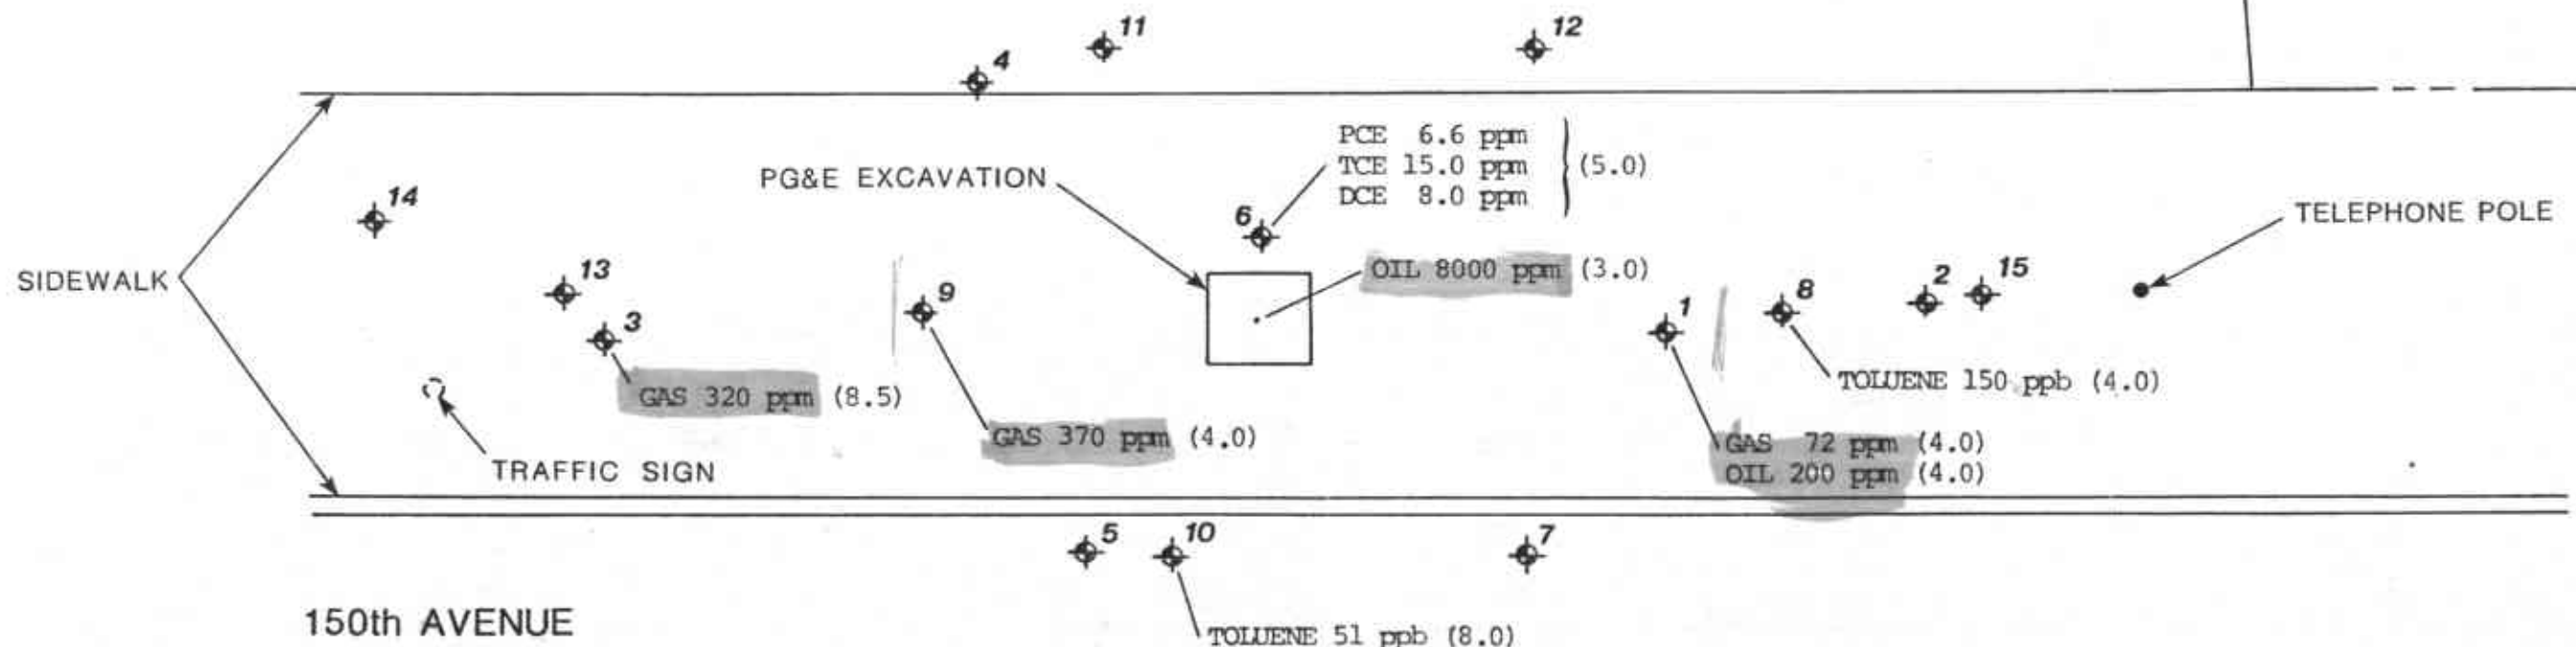 11
12
4
PCE 6.6 ppm
TCE 15.0 ppm (5.0)
DCE 8.0 ppm
PG&E EXCAVATION
14
6
TELEPHONE POLE
OIL 8000 ppm (3.0)
SIDEWALK
13
9
2
15
8
1
3
TOLUENE 150 ppb (4.0)
GAS 320 ppm (8.5)
GAS 370 ppm (4.0)
GAS 72 ppm (4.0)
OIL 200 ppm (4.0)
TRAFFIC SIGN
5
10
7
150th AVENUE
TOLUENE 51 ppb (8.0)